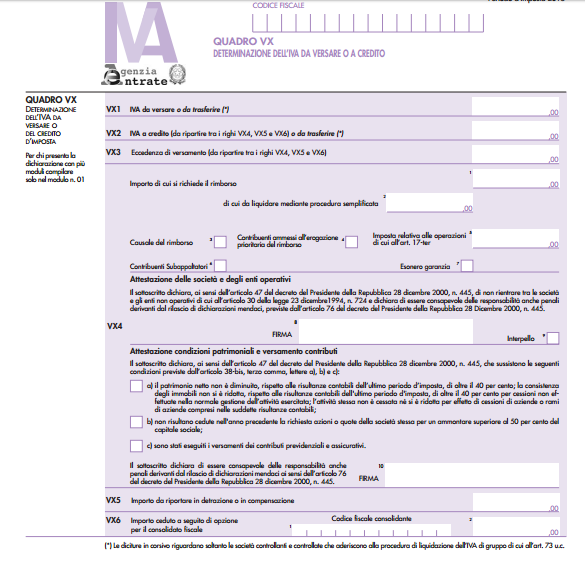 CODICE FISCALE
QUADRO VX
DETERMINAZIONE DELL'IVA DA VERSARE O A CREDITO
IVA
Agenzia
Entrate
QUADRO VX
DETERMINAZIONE
DELL'IVA DA
VERSARE O
DEL CREDITO
D'IMPOSTA
Per chi presenta la
dichiarazione con più
moduli compilare
solo nel modulo n. 01
VX1 IVA da versare o da trasferire (*) ,00
VX2 IVA a credito (da ripartire tra i righi VX4, VX5 e VX6) o da trasferire (*) ,00
VX3 Eccedenza di versamento (da ripartire tra i righi VX4, VX5 e VX6) ,00
Importo di cui si richiede il rimborso 1 ,00
di cui da liquidare mediante procedura semplificata 2 ,00
Causale del rimborso 3 Contribuenti ammessi all'erogazione prioritaria del rimborso 4 Imposta relativa alle operazioni di cui all'art. 17-ter 5 ,00
Contribuenti Subappaltatori 6 Esonero garanzia 7
Attestazione delle società e degli enti operativi
Il sottoscritto dichiara, ai sensi dell'articolo 47 del decreto del Presidente della Repubblica 28 dicembre 2000, n. 445, di non rientrare tra le società
e gli enti non operativi di cui all'articolo 30 della legge 23 dicembre1994, n. 724 e dichiara di essere consapevole delle responsabilità anche penali
derivanti dal rilascio di dichiarazioni mendaci, previste dall'articolo 76 del decreto del Presidente della Repubblica 28 dicembre 2000, n. 445.
VX4
8
FIRMA
Interpello 9
Attestazione condizioni patrimoniali e versamento contributi
Il sottoscritto dichiara, ai sensi dell'articolo 47 del decreto del Presidente della Repubblica 28 dicembre 2000, n. 445, che sussistono le seguenti
condizioni previste dall'articolo 38-bis, terzo comma, lettere a), b) e c):
a) il patrimonio netto non è diminuito, rispetto alle risultanze contabili dell'ultimo periodo d'imposta, di oltre il 40 per cento; la consistenza
degli immobili non si è ridotta, rispetto alle risultanze contabili dell'ultimo periodo d'imposta, di oltre il 40 per cento per cessioni non ef-
fettuate nella normale gestione dell'attività esercitata; l'attività stessa non è cessata nè si è ridotta per effetto di cessioni di aziende o rami
di aziende compresi nelle suddette risultanze contabili;
b) non risultano cedute nell'anno precedente la richiesta azioni o quote della società stessa per un ammontare superiore al 50 per cento del
capitale sociale;
c) sono stati eseguiti i versamenti dei contributi previdenziali e assicurativi.
Il sottoscritto dichiara di essere consapevole delle responsabilità anche
penali derivanti dal rilascio di dichiarazioni mendaci ai sensi dell'articolo 76
del decreto del Presidente della Repubblica 28 dicembre 2000, n. 445.
10
FIRMA
VX5 Importo da riportare in detrazione o in compensazione ,00
VX6 Importo ceduto a seguito di opzione per il consolidato fiscale Codice fiscale consolidante 1 2 ,00
(*) Le diciture in corsivo riguardano soltanto le società controllanti e controllate che aderiscono alla procedura di liquidazione dell'IVA di gruppo di cui all'art. 73 u.c.